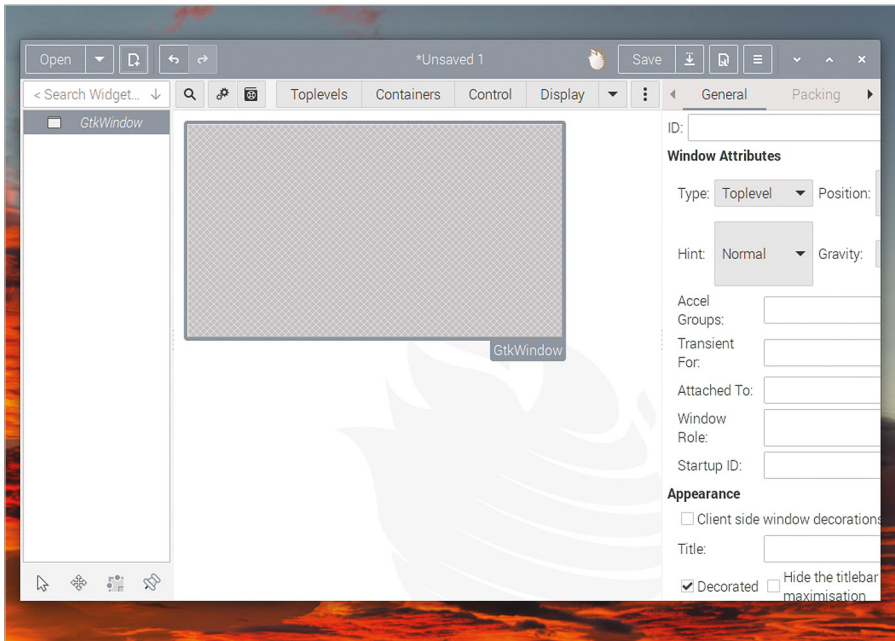 Open
*Unsaved 1
Save
< Search Widget...
Toplevels Containers Control Display
General Packing
GtkWindow
GtkWindow
ID:
Window Attributes
Type: Toplevel Position:
Hint: Normal Gravity:
Accel
Groups:
Transient
For:
Attached To:
Window
Role:
Startup ID:
Appearance
Client side window decorations
Title:
Decorated
Hide the titlebar
maximisation